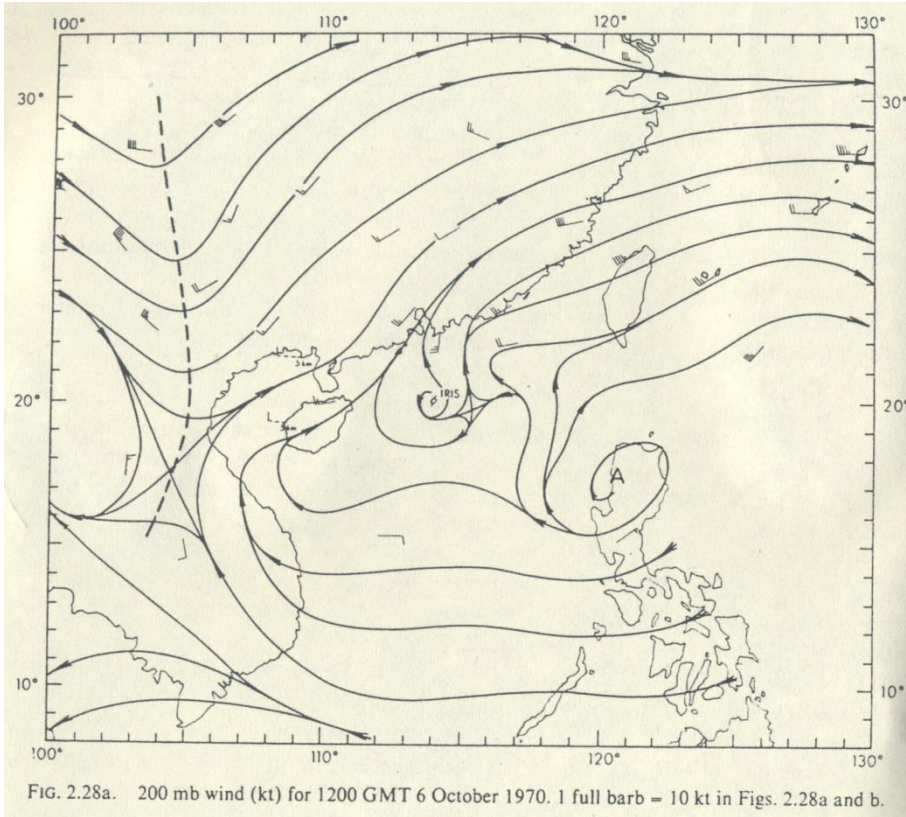 100° 110° 120° 130°
30° 30°
IRIS
20° 20°
A
10° 10°
100° 110° 120° 130°
FIG. 2.28a. 200 mb wind (kt) for 1200 GMT 6 October 1970. 1 full barb = 10 kt in Figs. 2.28a and b.